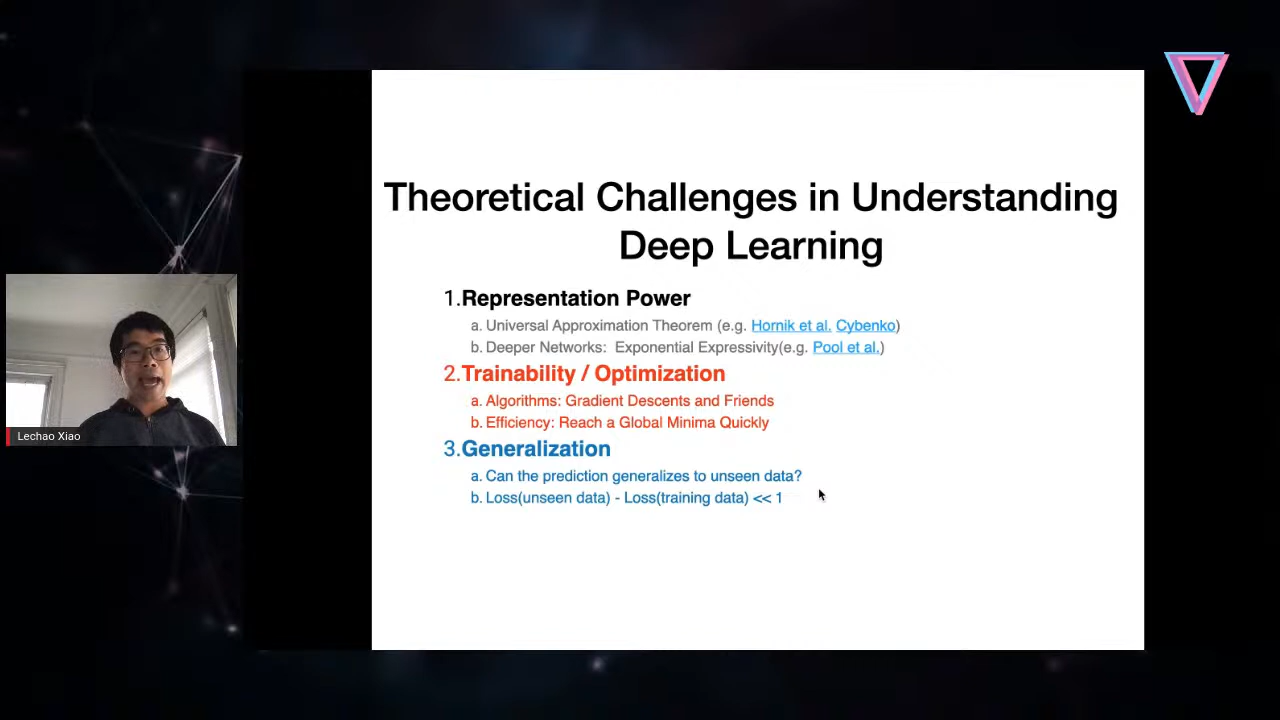 Theoretical Challenges in Understanding
Deep Learning
1.Representation Power
a. Universal Approximation Theorem (e.g. Hornik et al. Cybenko)
b. Deeper Networks: Exponential Expressivity(e.g. Pool et al.)
2.Trainability / Optimization
a. Algorithms: Gradient Descents and Friends
b. Efficiency: Reach a Global Minima Quickly
3.Generalization
a. Can the prediction generalizes to unseen data?
b. Loss(unseen data) - Loss(training data) << 1
Lechao Xiao